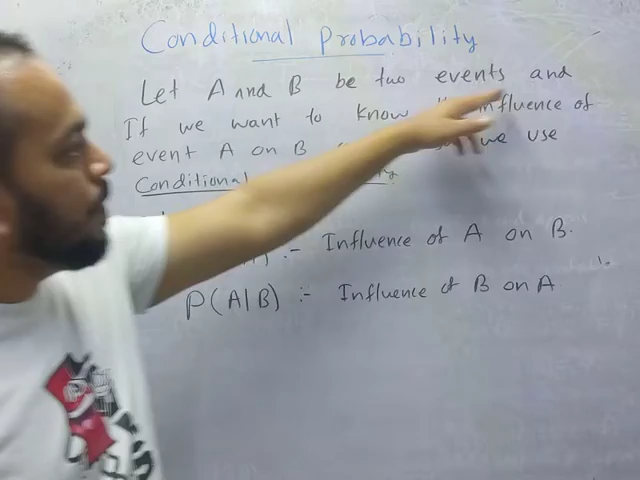 Conditional Probability
Let A and B be two events and
If we want to know influence of
event A on B we use
Conditional
:- Influence of A on B.
P(A|B) :- Influence of B on A